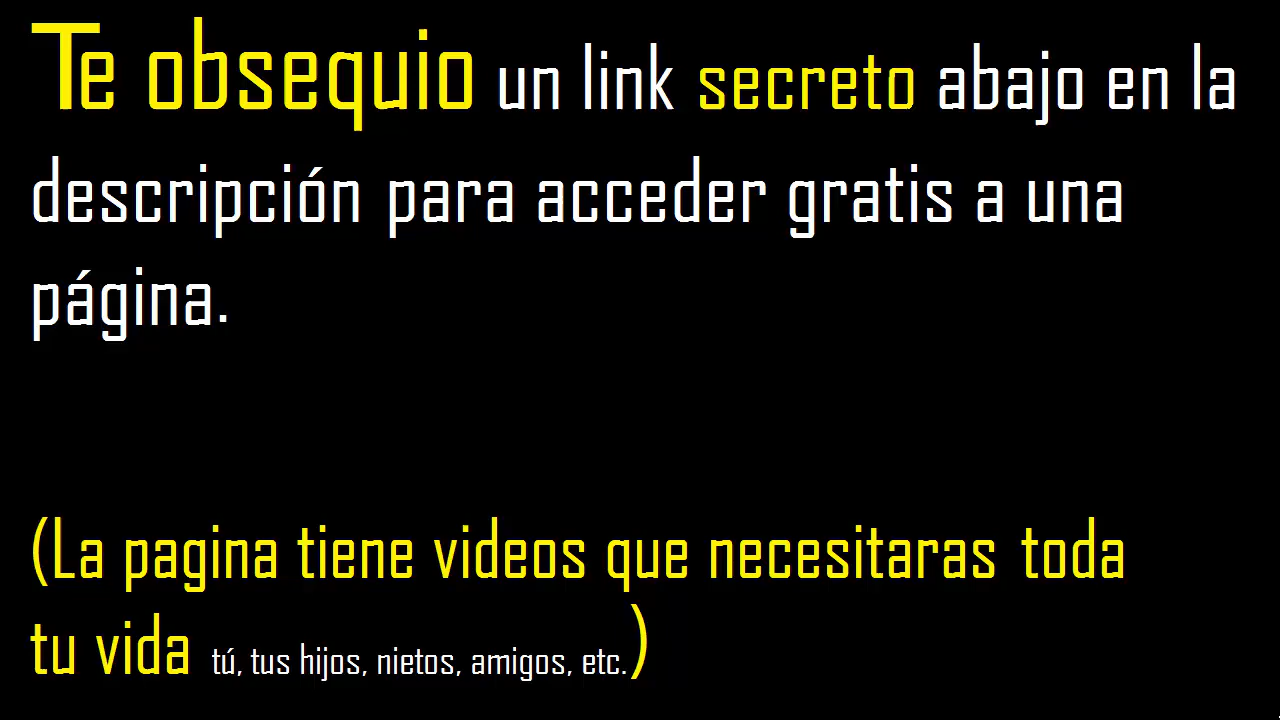 Te obsequio un link secreto abajo en la
descripción para acceder gratis a una
página.
(La pagina tiene videos que necesitaras toda
tu vida tú, tus hijos, nietos, amigos, etc.)